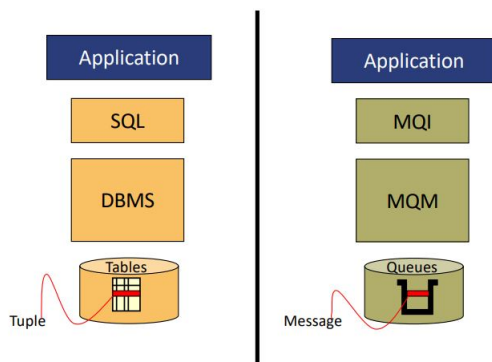 Application
SQL
DBMS
Tables
Tuple
Application
MQI
MQM
Queues
Message